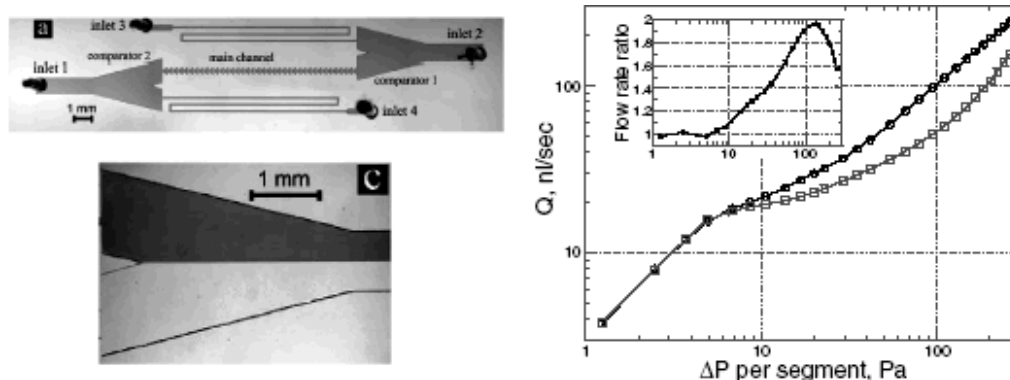 a
inlet 3
inlet 2
comparator 2
main channel
inlet 1
comparator 1
1 mm
inlet 4
1 mm
C
Q, nl/sec
100
10
Flow rate ratio
2
1.8
1.6
1.4
1.2
1
1 10 100
1 10 100
ΔP per segment, Pa